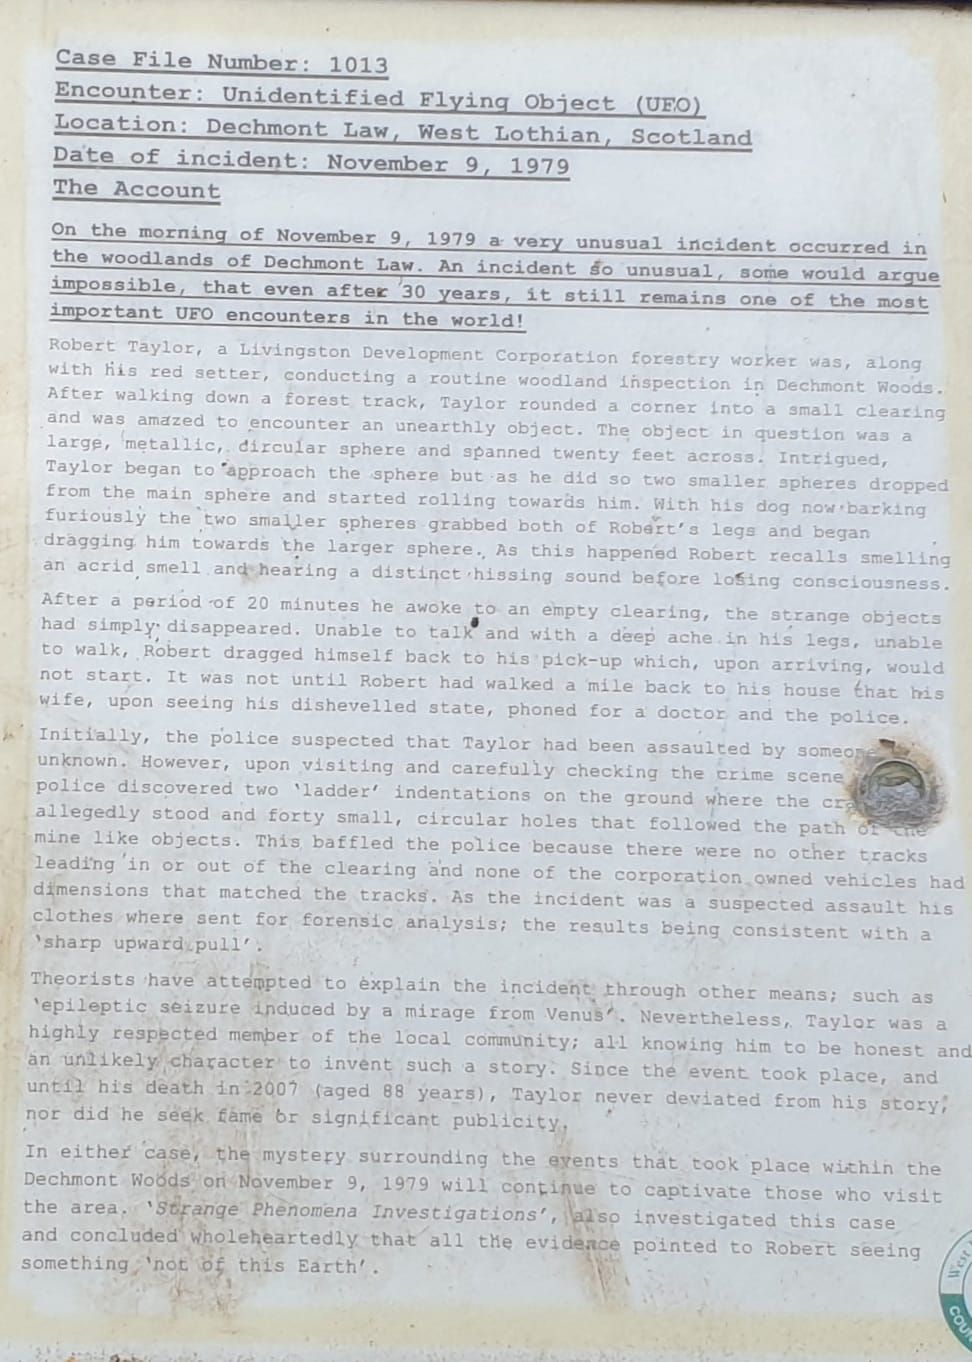 Case File Number: 1013
Encounter: Unidentified Flying Object (UFO)
Location: Dechmont Law, West Lothian, Scotland
Date of incident: November 9, 1979
The Account
On the morning of November 9, 1979 a very unusual incident occurred in
the woodlands of Dechmont Law. An incident so unusual, some would argue
impossible, that even after 30 years, it still remains one of the most
important UFO encounters in the world!
Robert Taylor, a Livingston Development Corporation forestry worker was, along
with his red setter, conducting a routine woodland inspection in Dechmont Woods.
After walking down a forest track, Taylor rounded a corner into a small clearing
and was amazed to encounter an unearthly object. The object in question was a
large, metallic, circular sphere and spanned twenty feet across. Intrigued,
Taylor began to approach the sphere but as he did so two smaller spheres dropped
from the main sphere and started rolling towards him. With his dog now barking
furiously the two smaller spheres grabbed both of Robert's legs and began
dragging him towards the larger sphere. As this happened Robert recalls smelling
an acrid smell and hearing a distinct hissing sound before losing consciousness.
After a period of 20 minutes he awoke to an empty clearing, the strange objects
had simply disappeared. Unable to talk and with a deep ache in his legs, unable
to walk, Robert dragged himself back to his pick-up which, upon arriving, would
not start. It was not until Robert had walked a mile back to his house that his
wife, upon seeing his dishevelled state, phoned for a doctor and the police.
Initially, the police suspected that Taylor had been assaulted by someone
unknown. However, upon visiting and carefully checking the crime scene
police discovered two 'ladder' indentations on the ground where the
allegedly stood and forty small, circular holes that followed the path of the
mine like objects. This baffled the police because there were no other tracks
leading in or out of the clearing and none of the corporation owned vehicles had
dimensions that matched the tracks. As the incident was a suspected assault his
clothes where sent for forensic analysis; the results being consistent with a
'sharp upward pull'.
Theorists have attempted to explain the incident through other means; such as
'epileptic seizure induced by a mirage from Venus'. Nevertheless, Taylor was a
highly respected member of the local community; all knowing him to be honest and
an unlikely character to invent such a story. Since the event took place, and
until his death in 2007 (aged 88 years), Taylor never deviated from his story,
nor did he seek fame or significant publicity.
In either case, the mystery surrounding the events that took place within the
Dechmont Woods on November 9, 1979 will continue to captivate those who visit
the area. 'Strange Phenomena Investigations', also investigated this case
and concluded wholeheartedly that all the evidence pointed to Robert seeing
something 'not of this Earth'.
West